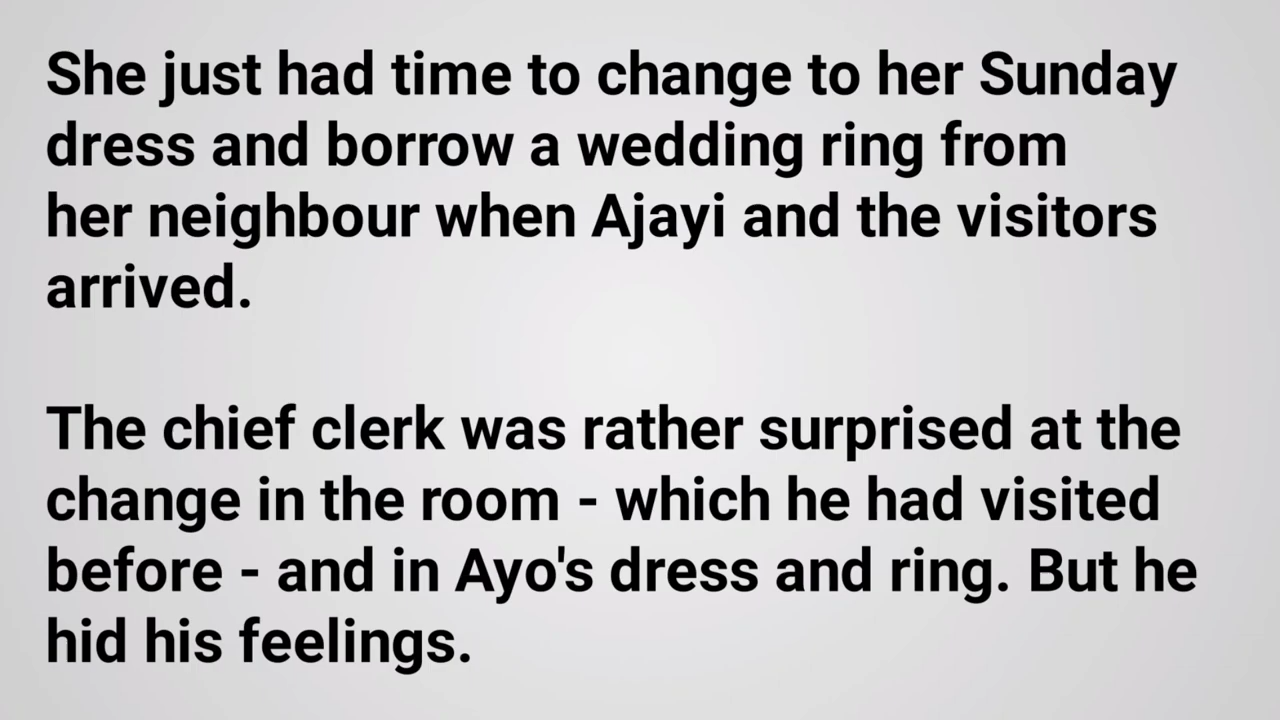 She just had time to change to her Sunday
dress and borrow a wedding ring from
her neighbour when Ajayi and the visitors
arrived.
The chief clerk was rather surprised at the
change in the room - which he had visited
before - and in Ayo's dress and ring. But he
hid his feelings.